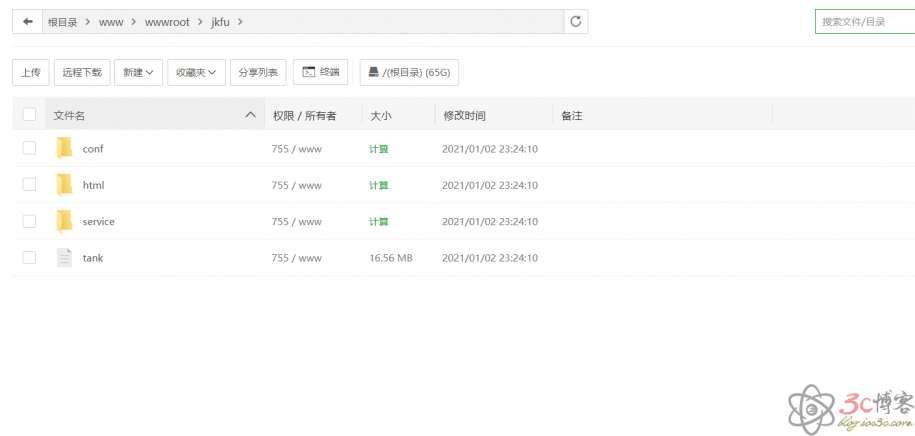 根目录 > www > wwwroot > jkfu >
搜索文件/目录
上传 远程下载 新建 收藏夹 分享列表 终端 /(根目录) (65G)
文件名 权限 / 所有者 大小 修改时间 备注
conf 755 / www 计算 2021/01/02 23:24:10
html 755 / www 计算 2021/01/02 23:24:10
service 755 / www 计算 2021/01/02 23:24:10
tank 755 / www 16.56 MB 2021/01/02 23:24:10
3c博客
blog.ios3c.com